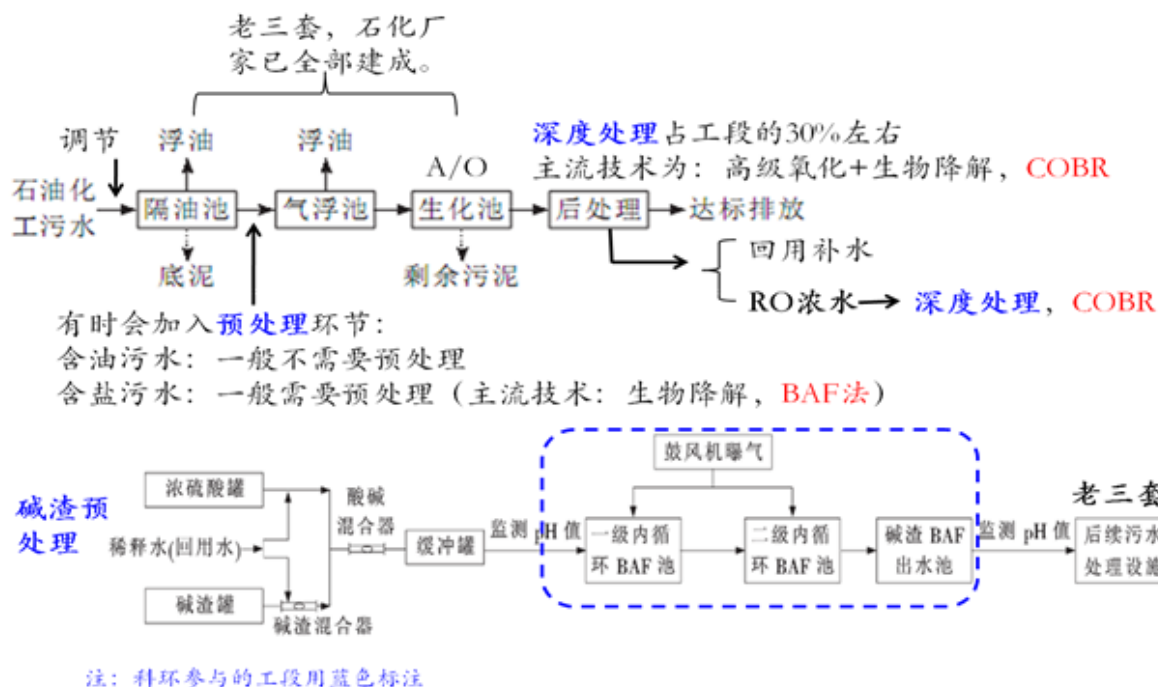 老三套，石化厂
家已全部建成。
调节
浮油
浮油
A/O
深度处理占工段的30%左右
主流技术为：高级氧化+生物降解，COBR
石油化
工污水
隔油池
气浮池
生化池
后处理
达标排放
底泥
剩余污泥
回用补水
RO浓水
深度处理，COBR
有时会加入预处理环节：
含油污水：一般不需要预处理
含盐污水：一般需要预处理（主流技术：生物降解，BAF法）
碱渣预
处理
浓硫酸罐
稀释水(回用水)
碱渣罐
碱渣混合器
酸碱
混合器
缓冲罐
监测 pH 值
鼓风机曝气
一级内循
环 BAF 池
二级内循
环 BAF 池
碱渣 BAF
出水池
监测 pH 值
老三套
后续污水
处理设施
注：科环参与的工段用蓝色标注